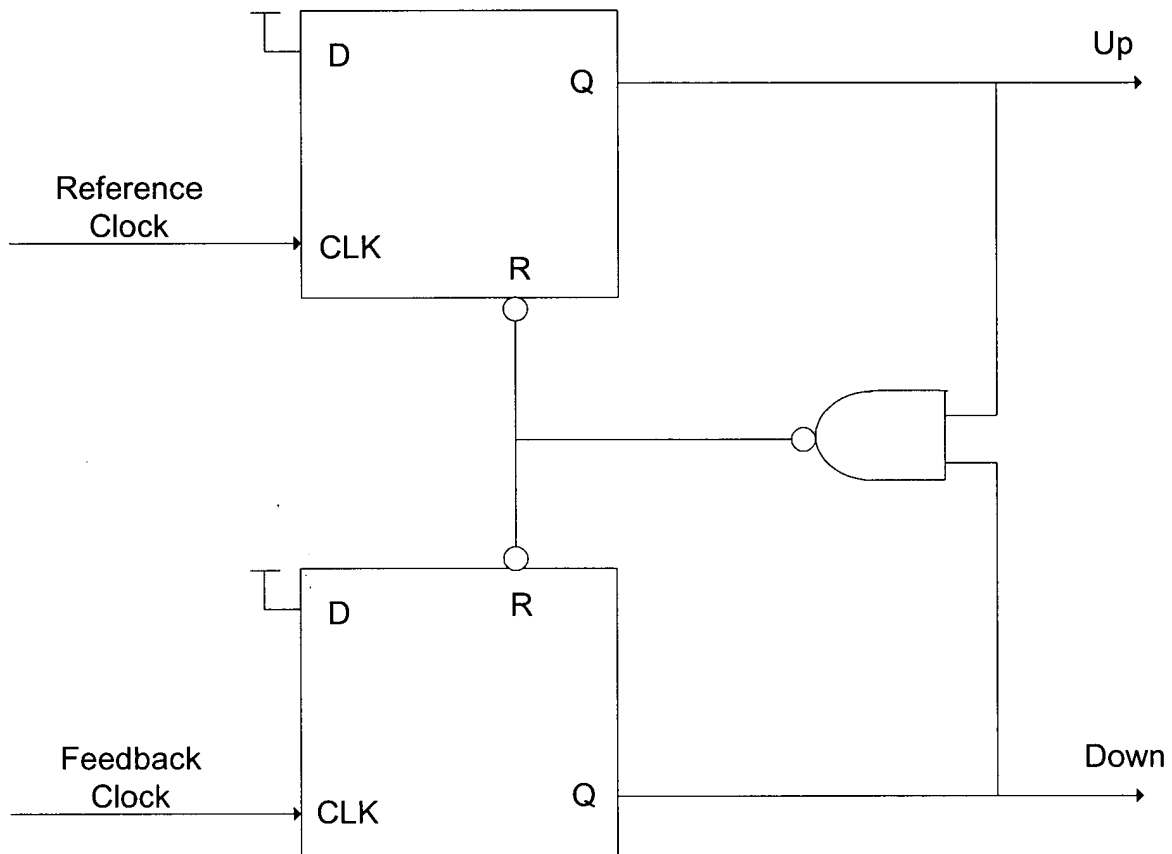 D
Q
Up
Reference
Clock
CLK
R
D
R
Feedback
Clock
CLK
Q
Down